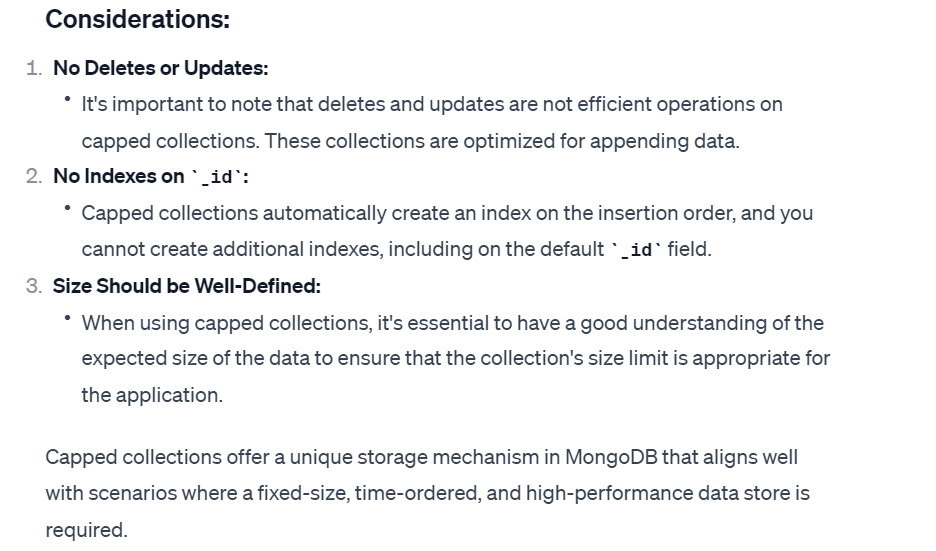 Considerations:
1. No Deletes or Updates:
• It's important to note that deletes and updates are not efficient operations on
capped collections. These collections are optimized for appending data.
2. No Indexes on `_id`:
• Capped collections automatically create an index on the insertion order, and you
cannot create additional indexes, including on the default `_id` field.
3. Size Should be Well-Defined:
• When using capped collections, it's essential to have a good understanding of the
expected size of the data to ensure that the collection's size limit is appropriate for
the application.
Capped collections offer a unique storage mechanism in MongoDB that aligns well
with scenarios where a fixed-size, time-ordered, and high-performance data store is
required.